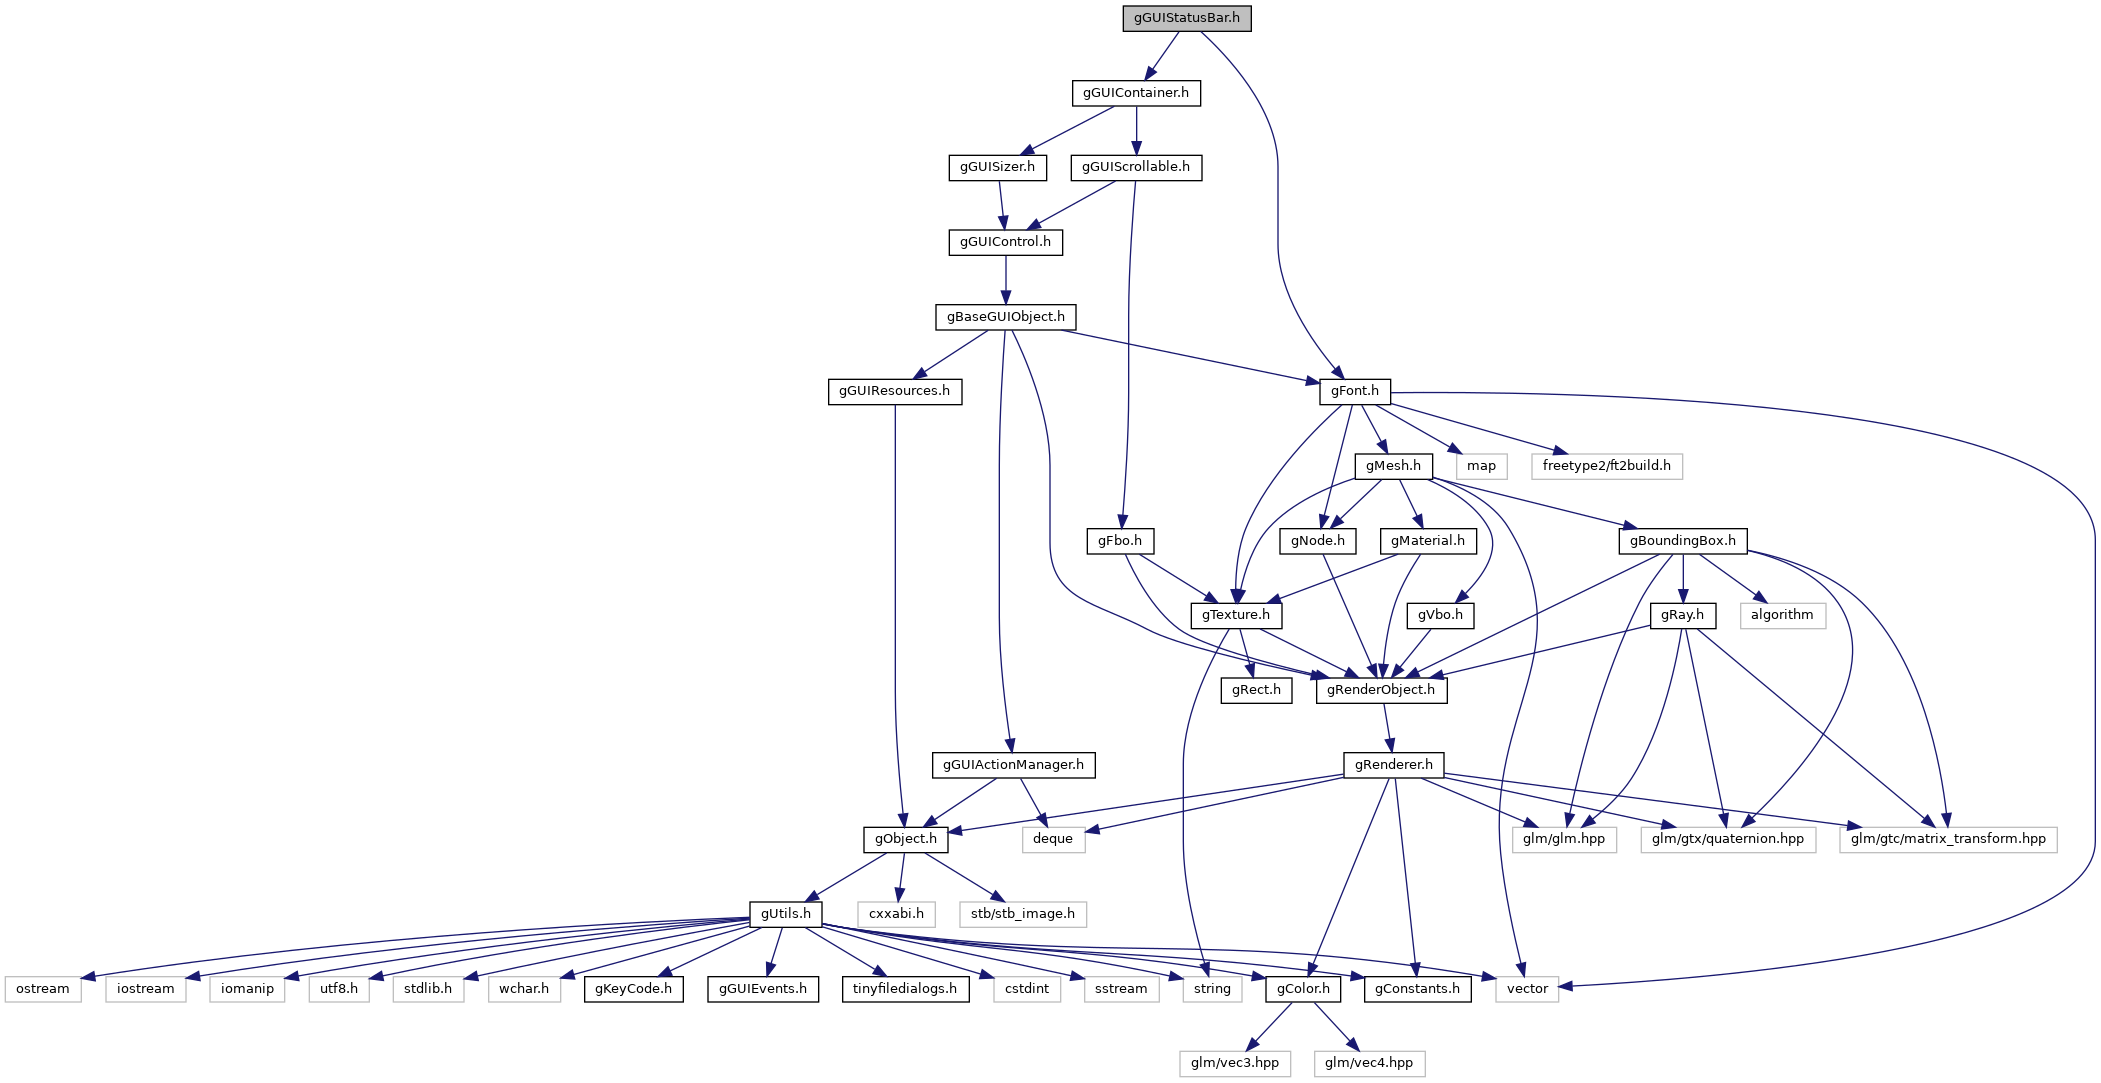 gGUIStatusBar.h
gGUIContainer.h
gGUISizer.h
gGUIScrollable.h
gGUIControl.h
gBaseGUIObject.h
gGUIResources.h
gFont.h
gMesh.h
map
freetype2/ft2build.h
gFbo.h
gNode.h
gMaterial.h
gBoundingBox.h
gTexture.h
gVbo.h
gRay.h
algorithm
gRect.h
gRenderObject.h
gGUIActionManager.h
gRenderer.h
gObject.h
deque
glm/glm.hpp
glm/gtx/quaternion.hpp
glm/gtc/matrix_transform.hpp
gUtils.h
cxxabi.h
stb/stb_image.h
ostream
iostream
iomanip
utf8.h
stdlib.h
wchar.h
gKeyCode.h
gGUIEvents.h
tinyfiledialogs.h
cstdint
sstream
string
gColor.h
gConstants.h
vector
glm/vec3.hpp
glm/vec4.hpp